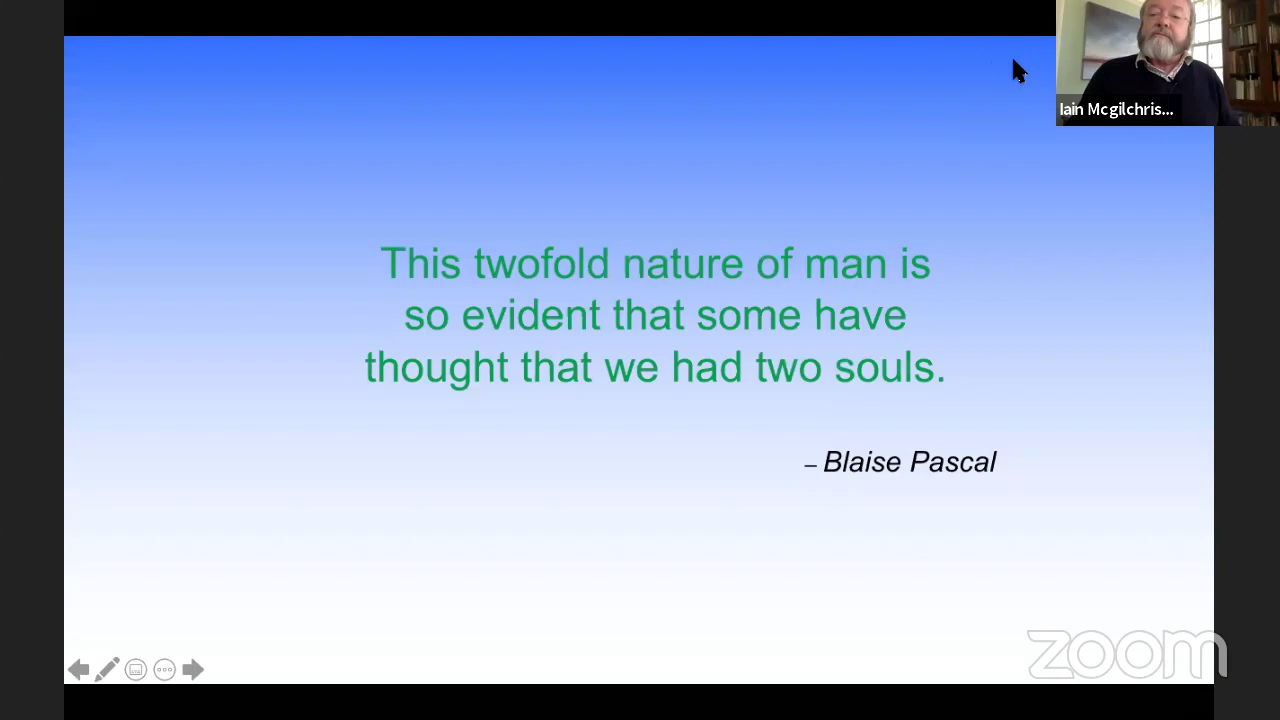 Iain Mcgilchris...
This twofold nature of man is
so evident that some have
thought that we had two souls.
– Blaise Pascal
zoom